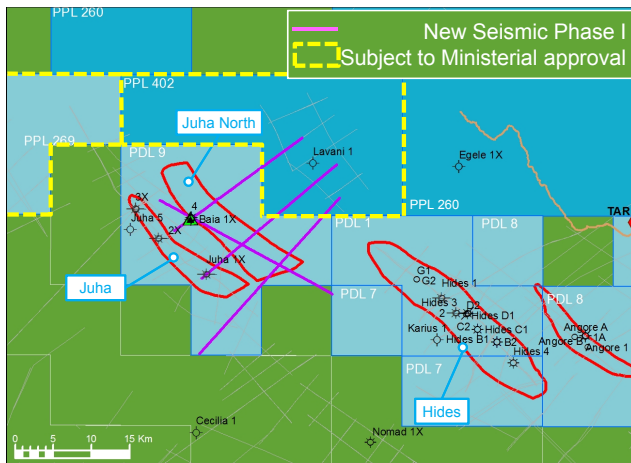 PPL 260
New Seismic Phase I
Subject to Ministerial approval
PPL 402
PPL 269
PDL 9
Juha North
Lavani 1
Egele 1X
3X
4
Baia 1X
Juha 5
2X
Juha 1X
Juha
PDL 1
PPL 260
PDL 8
TAR
G1
G2
Hides 1
PDL 7
Hides 3
2
D2
Hides D1
C2
Hides C1
Karius 1
Hides B1
B2
Hides 4
PDL 8
Angore A
1A
Angore B
Angore 1
PDL 7
Hides
Cecilia 1
Nomad 1X
0
5
10
15 Km